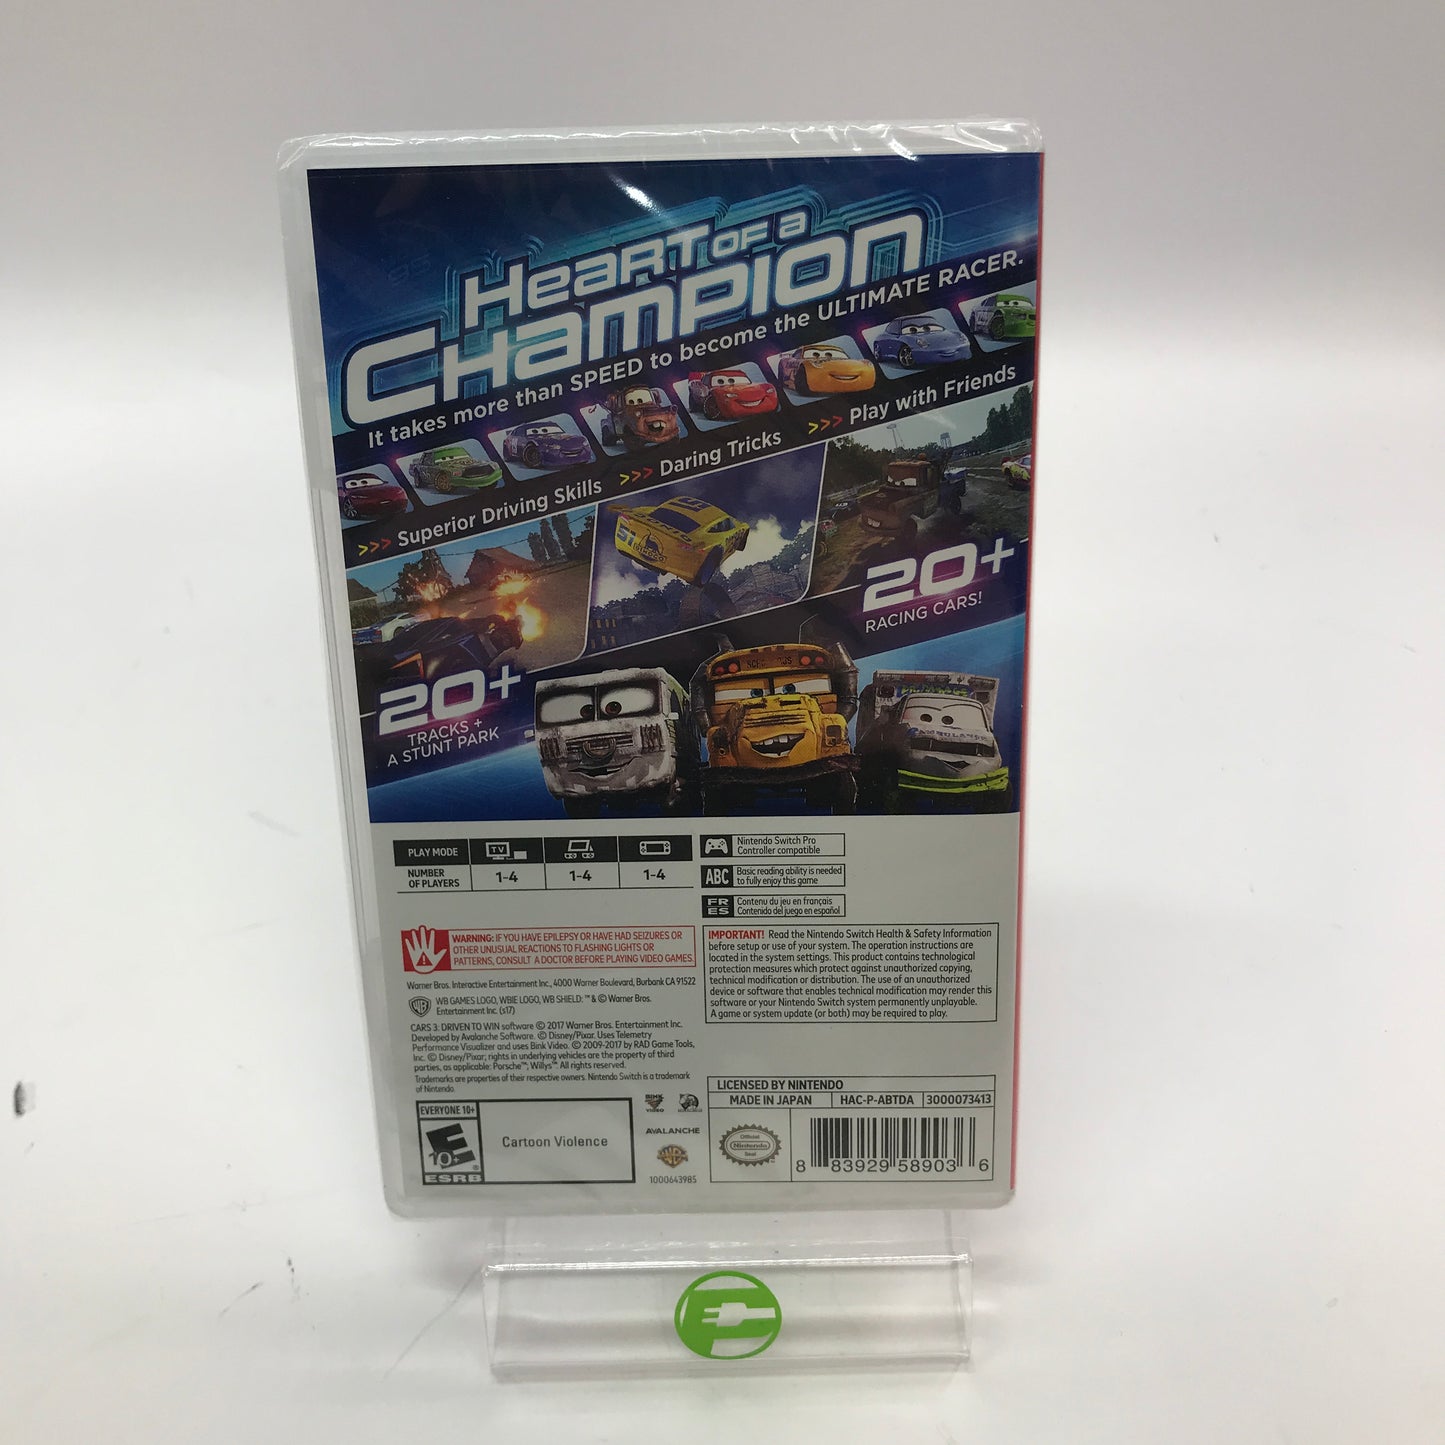 HEART OF A
CHAMPION
It takes more than SPEED to become the ULTIMATE RACER.
>>> Superior Driving Skills >>> Daring Tricks >>> Play with Friends
20+
RACING CARS!
20+
TRACKS +
A STUNT PARK
SCHOOL BUS
51
AMBULANCE
PLAY MODE
TV
NUMBER
OF PLAYERS
1-4 1-4 1-4
Nintendo Switch Pro
Controller compatible
ABC Basic reading ability is needed
to fully enjoy this game
FR Contenu du jeu en français
ES Contenido del juego en español
WARNING: IF YOU HAVE EPILEPSY OR HAVE HAD SEIZURES OR
OTHER UNUSUAL REACTIONS TO FLASHING LIGHTS OR
PATTERNS, CONSULT A DOCTOR BEFORE PLAYING VIDEO GAMES.
IMPORTANT! Read the Nintendo Switch Health & Safety Information
before setup or use of your system. The operation instructions are
located in the system settings. This product contains technological
protection measures which protect against unauthorized copying,
technical modification or distribution. The use of an unauthorized
device or software that enables technical modification may render this
software or your Nintendo Switch system permanently unplayable.
A game or system update (or both) may be required to play.
Warner Bros. Interactive Entertainment Inc., 4000 Warner Boulevard, Burbank CA 91522
WB GAMES LOGO, WBIE LOGO, WB SHIELD: ™ & © Warner Bros.
Entertainment Inc. (s17)
CARS 3: DRIVEN TO WIN software © 2017 Warner Bros. Entertainment Inc.
Developed by Avalanche Software. © Disney/Pixar. Uses Telemetry
Performance Visualizer and uses Bink Video. © 2009-2017 by RAD Game Tools,
Inc. © Disney/Pixar; rights in underlying vehicles are the property of third
parties, as applicable: Porsche™; Willys™. All rights reserved.
Trademarks are properties of their respective owners. Nintendo Switch is a trademark
of Nintendo.
EVERYONE 10+
E
10+
®
ESRB
Cartoon Violence
BINK
VIDEO
AVALANCHE
1000643985
LICENSED BY NINTENDO
MADE IN JAPAN HAC-P-ABTDA 3000073413
Official
Nintendo
Seal
8 83929 58903 6